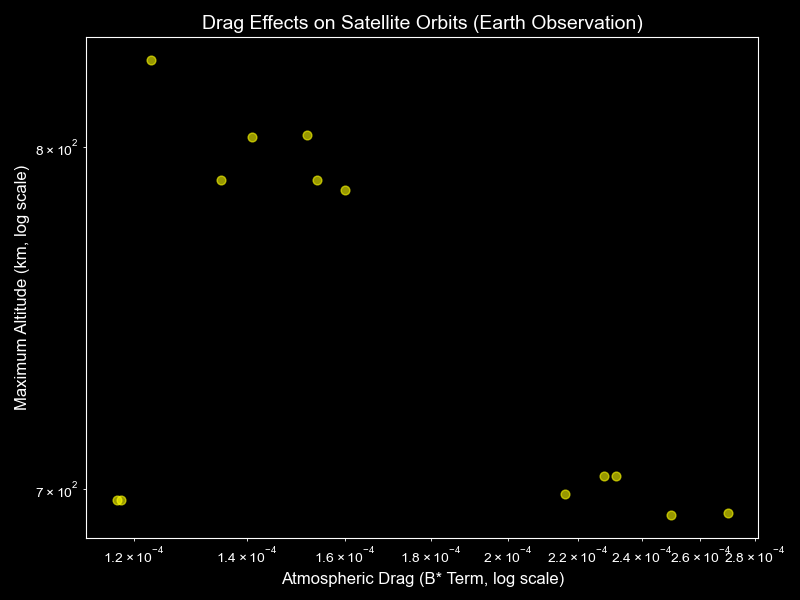 Drag Effects on Satellite Orbits (Earth Observation)
Maximum Altitude (km, log scale)
8 × 10²
7 × 10²
1.2 × 10⁻⁴ 1.4 × 10⁻⁴ 1.6 × 10⁻⁴ 1.8 × 10⁻⁴ 2 × 10⁻⁴ 2.2 × 10⁻⁴ 2.4 × 10⁻⁴ 2.6 × 10⁻⁴ 2.8 × 10⁻⁴
Atmospheric Drag (B* Term, log scale)